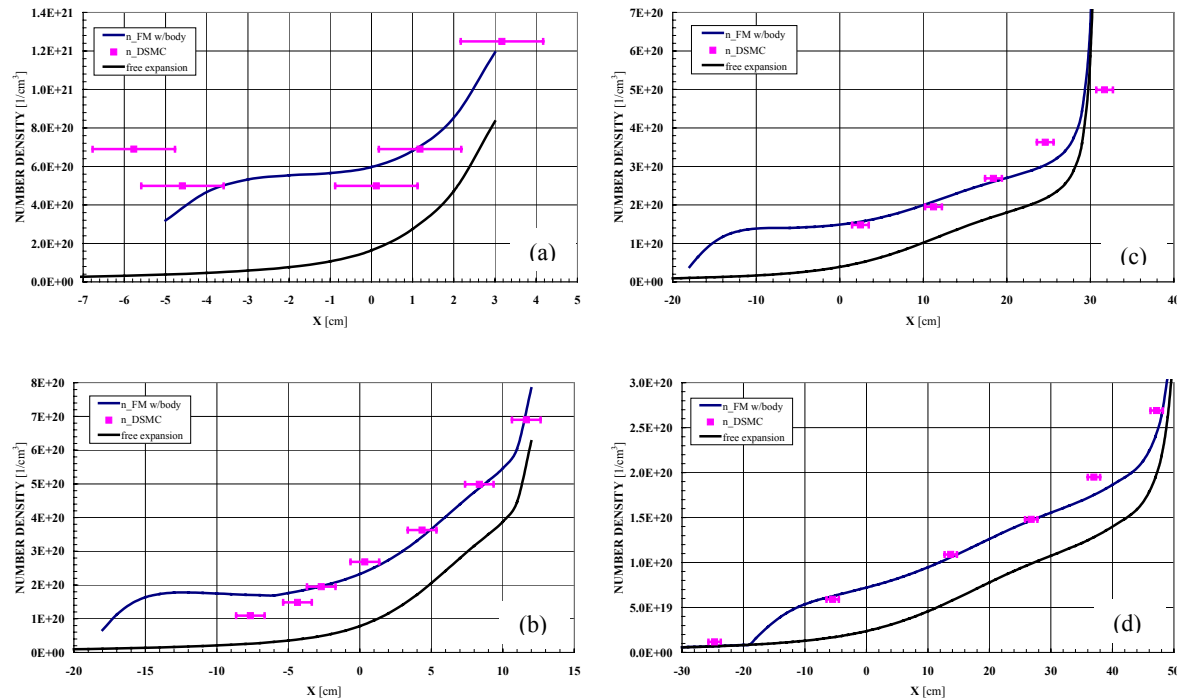 1.4E+21
1.2E+21
1.0E+21
8.0E+20
6.0E+20
4.0E+20
2.0E+20
0.0E+00
NUMBER DENSITY [1/cm³]
n_FM w/body
n_DSMC
free expansion
(a)
-7 -6 -5 -4 -3 -2 -1 0 1 2 3 4 5
X [cm]
7E+20
6E+20
5E+20
4E+20
3E+20
2E+20
1E+20
0E+00
NUMBER DENSITY [1/cm³]
n_FM w/body
n_DSMC
free expansion
(c)
-20 -10 0 10 20 30 40
X [cm]
8E+20
7E+20
6E+20
5E+20
4E+20
3E+20
2E+20
1E+20
0E+00
NUMBER DENSITY [1/cm³]
n_FM w/body
n_DSMC
free expansion
(b)
-20 -15 -10 -5 0 5 10 15
X [cm]
3.0E+20
2.5E+20
2.0E+20
1.5E+20
1.0E+20
5.0E+19
0.0E+00
NUMBER DENSITY [1/cm³]
n_FM w/body
n_DSMC
free expansion
(d)
-30 -20 -10 0 10 20 30 40 50
X [cm]